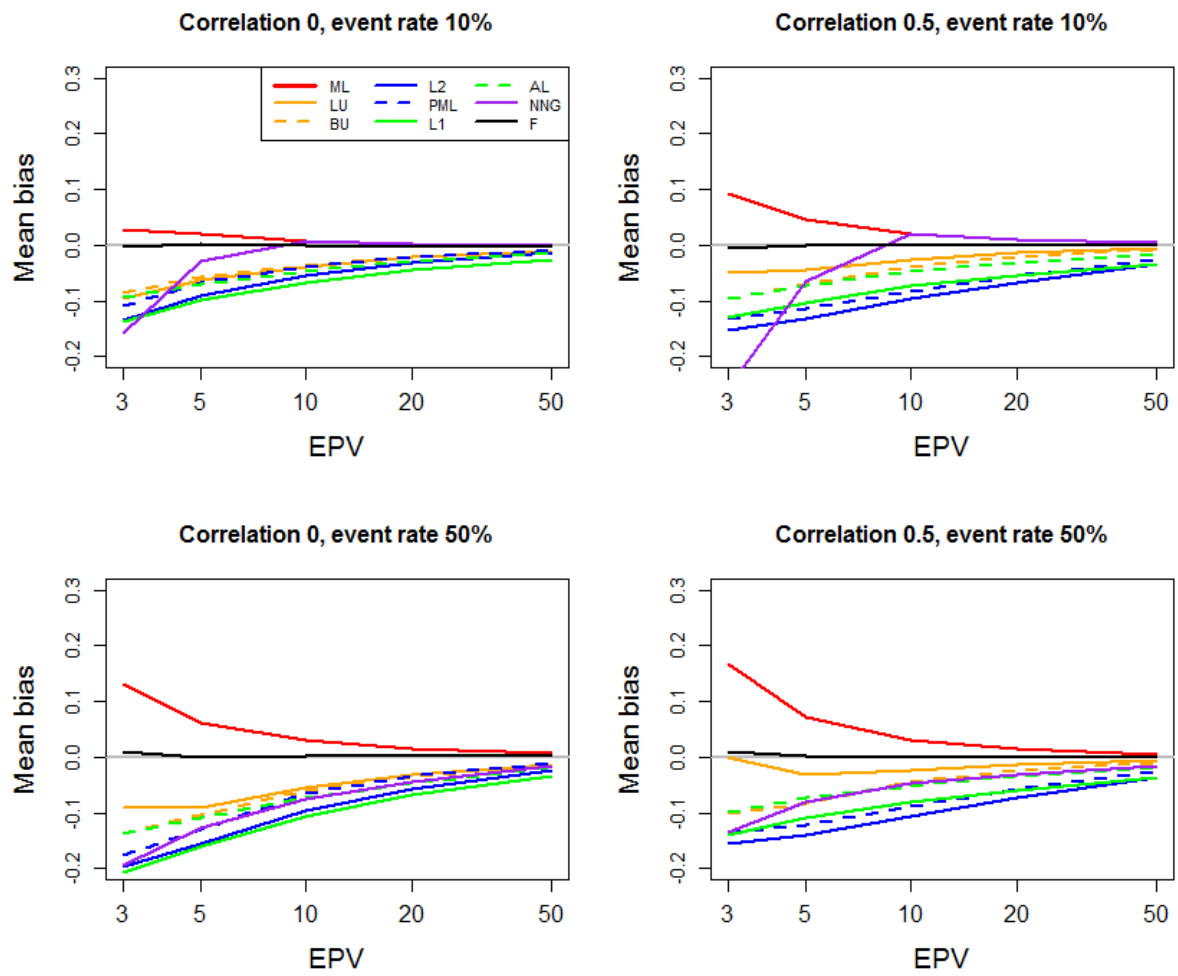 Correlation 0, event rate 10%
Mean bias
0.3
0.2
0.1
0.0
-0.1
-0.2
ML L2 AL
LU PML NNG
BU L1 F
3 5 10 20 50
EPV
Correlation 0.5, event rate 10%
Mean bias
0.3
0.2
0.1
0.0
-0.1
-0.2
3 5 10 20 50
EPV
Correlation 0, event rate 50%
Mean bias
0.3
0.2
0.1
0.0
-0.1
-0.2
3 5 10 20 50
EPV
Correlation 0.5, event rate 50%
Mean bias
0.3
0.2
0.1
0.0
-0.1
-0.2
3 5 10 20 50
EPV